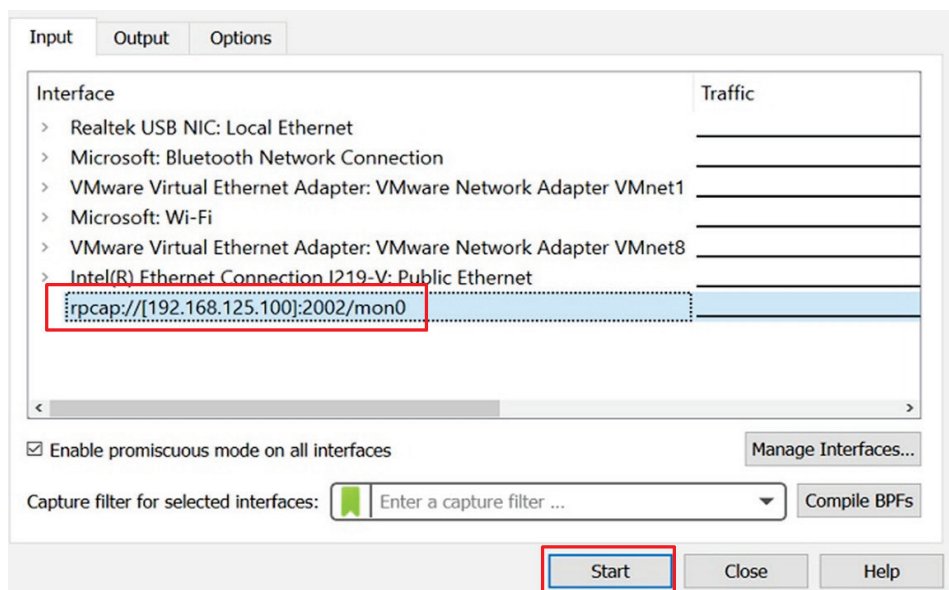 Input Output Options
Interface Traffic
Realtek USB NIC: Local Ethernet
Microsoft: Bluetooth Network Connection
VMware Virtual Ethernet Adapter: VMware Network Adapter VMnet1
Microsoft: Wi-Fi
VMware Virtual Ethernet Adapter: VMware Network Adapter VMnet8
Intel(R) Ethernet Connection I219-V: Public Ethernet
rpcap://[192.168.125.100]:2002/mon0
Enable promiscuous mode on all interfaces Manage Interfaces...
Capture filter for selected interfaces: Enter a capture filter ... Compile BPFs
Start Close Help